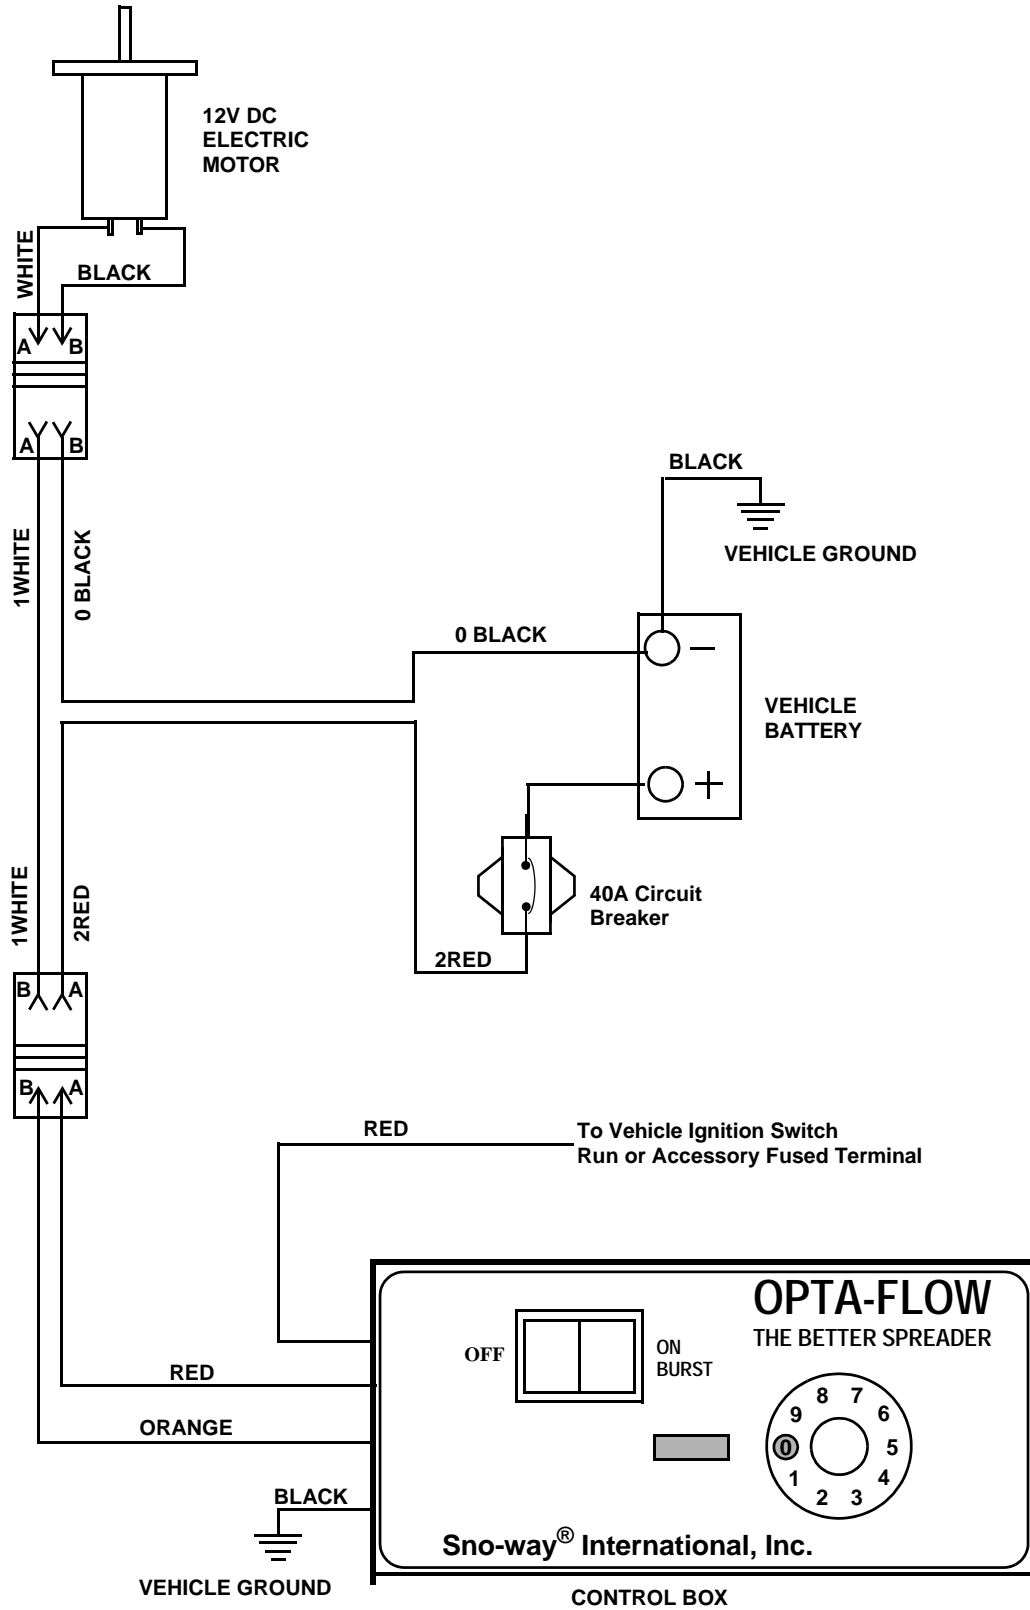 12V DC
ELECTRIC
MOTOR
WHITE
BLACK
A B
A B
BLACK
VEHICLE GROUND
1WHITE
0 BLACK
0 BLACK
VEHICLE
BATTERY
40A Circuit
Breaker
1WHITE
2RED
2RED
B A
B A
RED
To Vehicle Ignition Switch
Run or Accessory Fused Terminal
OPTA-FLOW
THE BETTER SPREADER
OFF
ON
BURST
RED
ORANGE
8 7
9 6
0 5
1 4
2 3
BLACK
Sno-way® International, Inc.
VEHICLE GROUND
CONTROL BOX